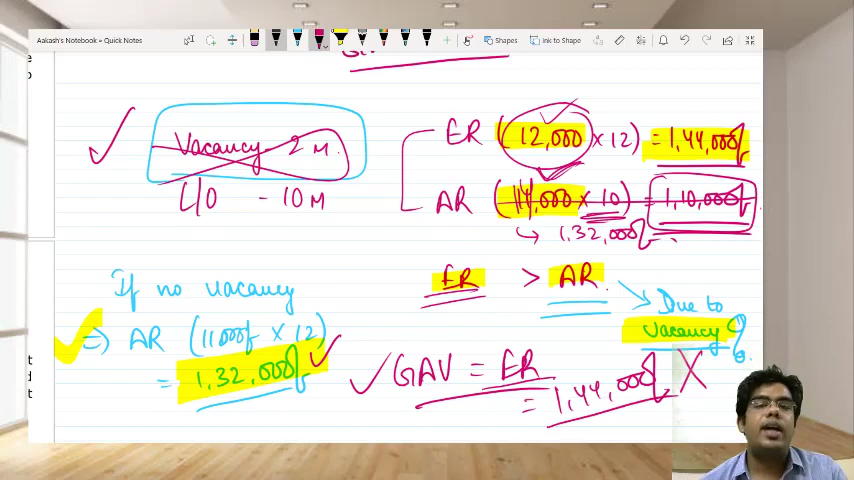 Aakash's Notebook » Quick Notes
Shapes
Ink to Shape
Vacancy - 2 M.
L/O - 10 M
ER (12,000 × 12) = 1,44,000/-
AR (11,000 × 10) = 1,10,000/-
↳ 1,32,000/-
ER > AR.
Due to
Vacancy
If no vacancy
⇒ AR (11000/- × 12)
= 1,32,000/-
GAV = ER
= 1,44,000/-